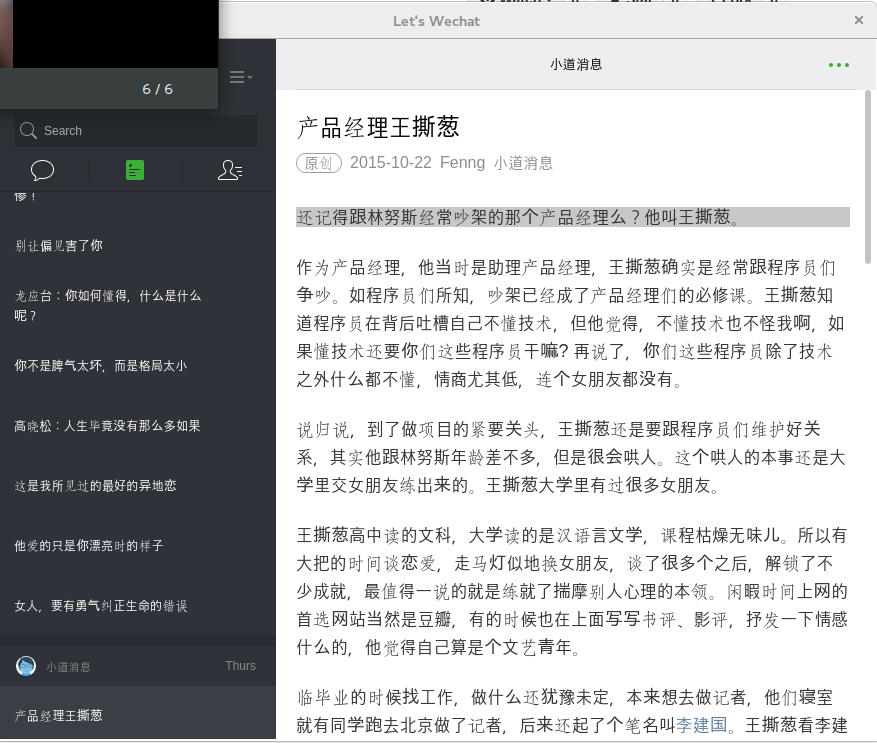 Let's Wechat
6 / 6
Search
惨！
别让偏见害了你
龙应台：你如何懂得，什么是什么
呢？
你不是脾气太坏，而是格局太小
高晓松：人生毕竟没有那么多如果
这是我所见过的最好的异地恋
他爱的只是你漂亮时的样子
女人，要有勇气纠正生命的错误
小道消息
Thurs
产品经理王撕葱
小道消息
产品经理王撕葱
原创 2015-10-22 Fenng 小道消息
还记得跟林努斯经常吵架的那个产品经理么？他叫王撕葱。
作为产品经理，他当时是助理产品经理，王撕葱确实是经常跟程序员们
争吵。如程序员们所知，吵架已经成了产品经理们的必修课。王撕葱知
道程序员在背后吐槽自己不懂技术，但他觉得，不懂技术也不怪我啊，如
果懂技术还要你们这些程序员干嘛? 再说了，你们这些程序员除了技术
之外什么都不懂，情商尤其低，连个女朋友都没有。
说归说，到了做项目的紧要关头，王撕葱还是要跟程序员们维护好关
系，其实他跟林努斯年龄差不多，但是很会哄人。这个哄人的本事还是大
学里交女朋友练出来的。王撕葱大学里有过很多女朋友。
王撕葱高中读的文科，大学读的是汉语言文学，课程枯燥无味儿。所以有
大把的时间谈恋爱，走马灯似地换女朋友，谈了很多个之后，解锁了不
少成就，最值得一说的就是练就了揣摩别人心理的本领。闲暇时间上网的
首选网站当然是豆瓣，有的时候也在上面写写书评、影评，抒发一下情感
什么的，他觉得自己算是个文艺青年。
临毕业的时候找工作，做什么还犹豫未定，本来想去做记者，他们寝室
就有同学跑去北京做了记者，后来还起了个笔名叫李建国。王撕葱看李建